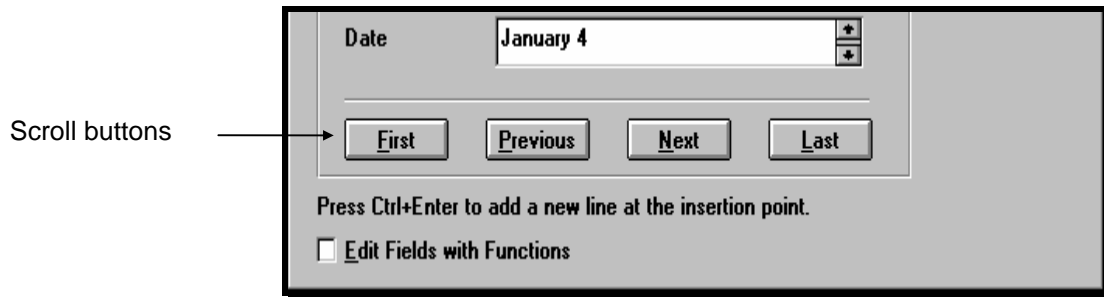 Date January 4
Scroll buttons First Previous Next Last
Press Ctrl+Enter to add a new line at the insertion point.
Edit Fields with Functions